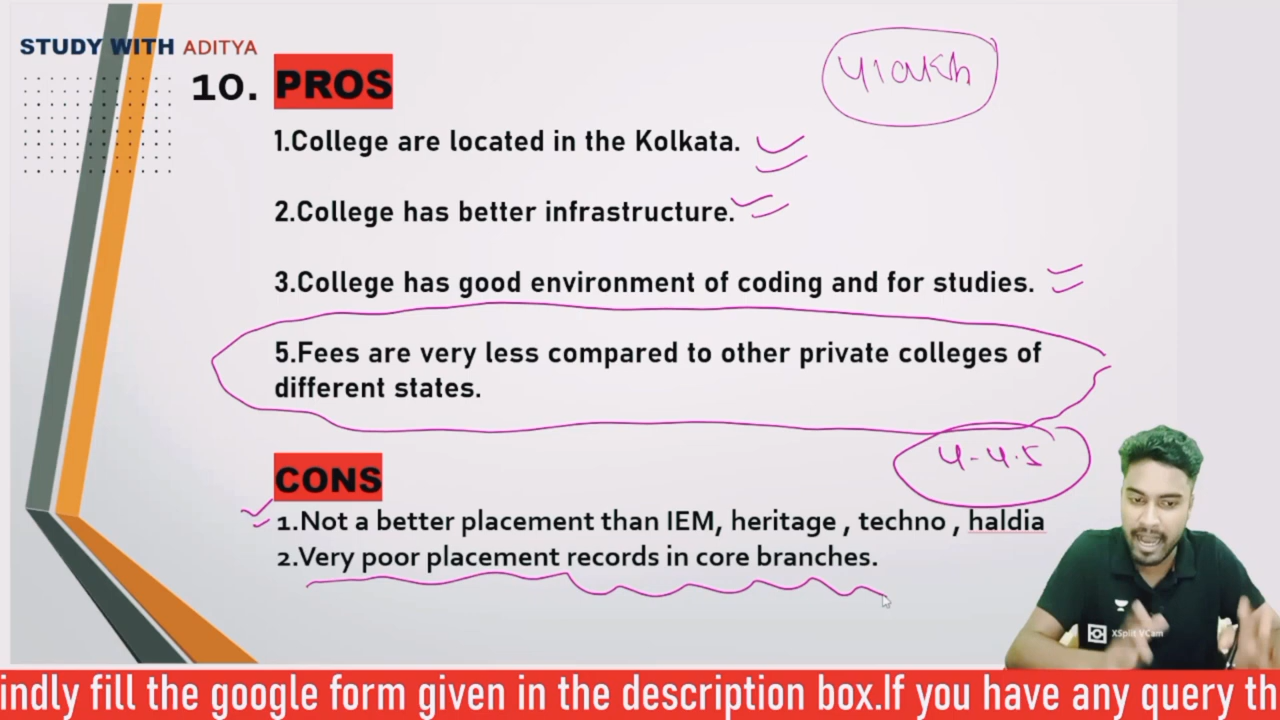 STUDY WITH ADITYA
10. PROS
4 lakh
1.College are located in the Kolkata.
2.College has better infrastructure.
3.College has good environment of coding and for studies.
5.Fees are very less compared to other private colleges of
different states.
4-4.5
CONS
1.Not a better placement than IEM, heritage , techno , haldia
2.Very poor placement records in core branches.
XSplit VCam
indly fill the google form given in the description box.If you have any query th